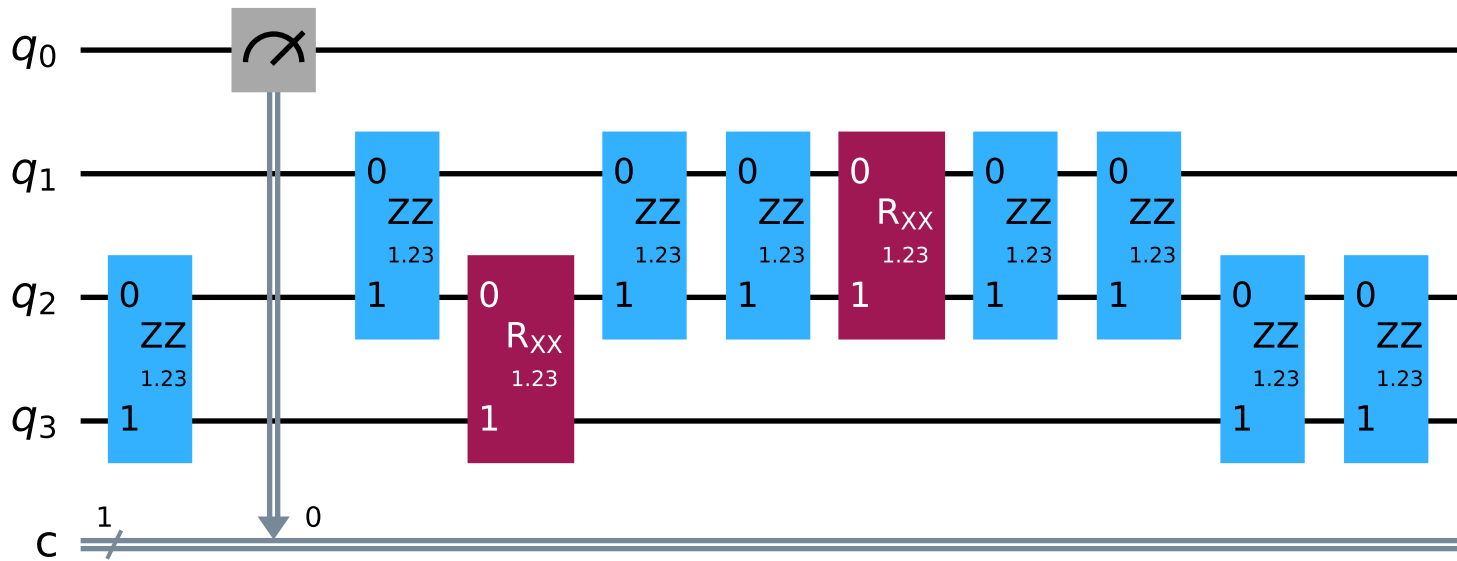 q0
0 0 0 0 0 0
q1
ZZ ZZ ZZ RXX ZZ ZZ
1.23 1.23 1.23 1.23 1.23 1.23
0 1 0 1 1 1 1 1 0 0
q2
ZZ RXX ZZ ZZ
1.23 1.23 1.23 1.23
1 1 1 1
q3
1 0
c